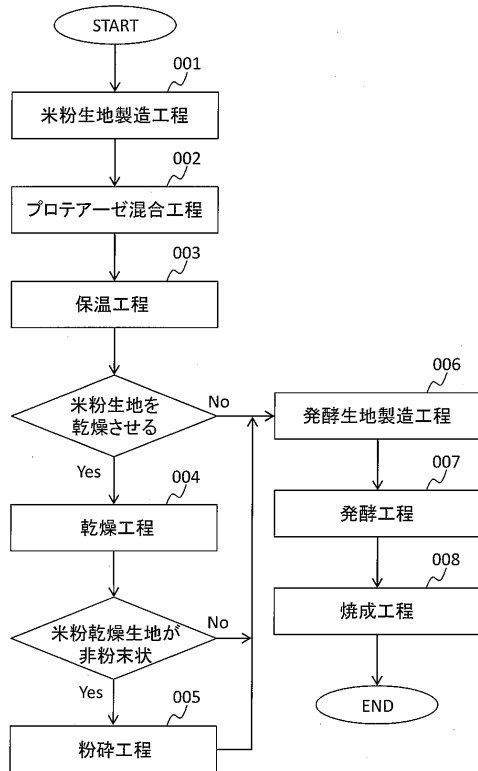 START
001
米粉生地製造工程
002
プロテアーゼ混合工程
003
保温工程
米粉生地を
乾燥させる
No
Yes
004
乾燥工程
米粉乾燥生地が
非粉末状
No
Yes
005
粉砕工程
006
発酵生地製造工程
007
発酵工程
008
焼成工程
END